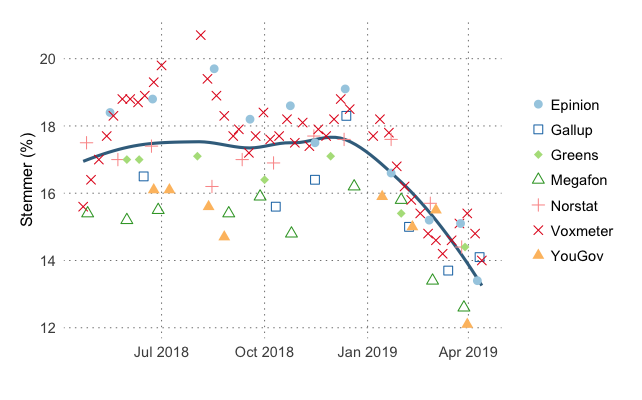 Stemmer (%)
20
18
16
14
12
Jul 2018 Oct 2018 Jan 2019 Apr 2019
Epinion
Gallup
Greens
Megafon
Norstat
Voxmeter
YouGov